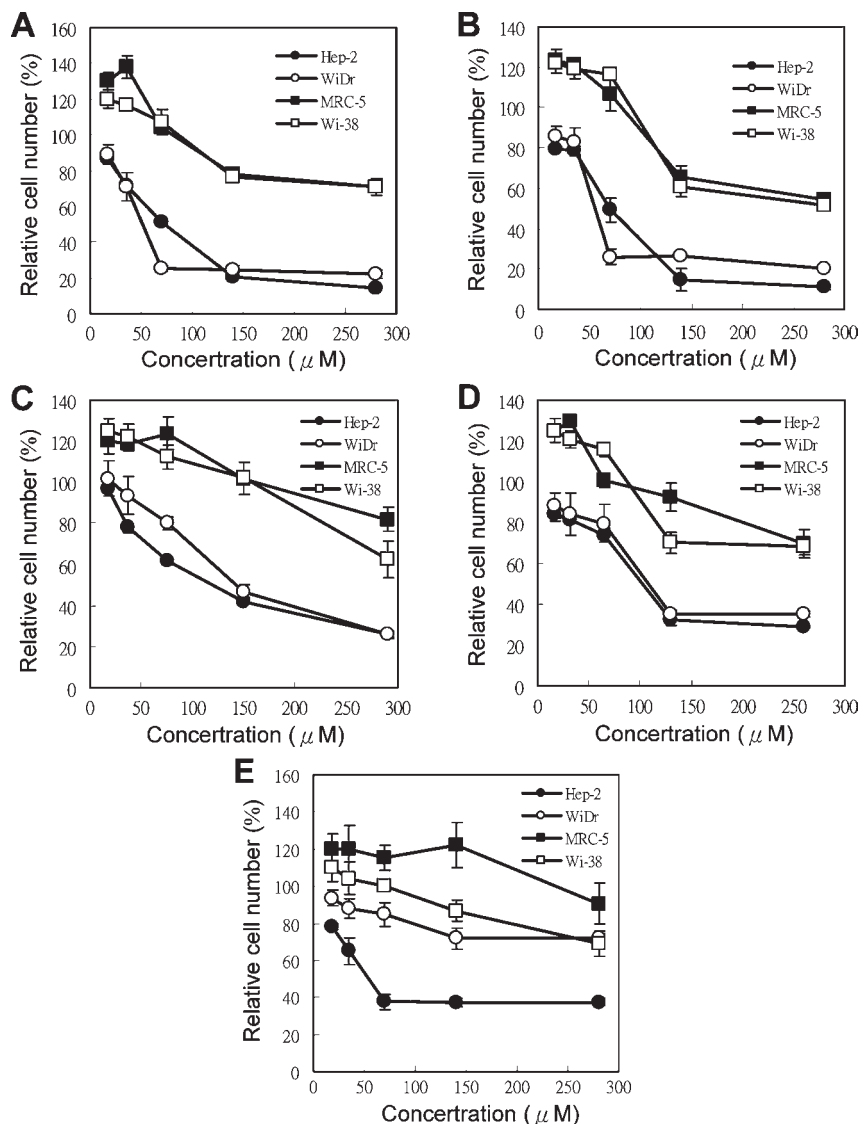 A
Relative cell number (%)
160
140
120
100
80
60
40
20
0
0 50 100 150 200 250 300
Concertration ( μ M)
Hep-2
WiDr
MRC-5
Wi-38
B
Relative cell number (%)
140
120
100
80
60
40
20
0
0 50 100 150 200 250 300
Concertration ( μ M)
Hep-2
WiDr
MRC-5
Wi-38
C
Relative cell number (%)
140
120
100
80
60
40
20
0
0 50 100 150 200 250 300
Concertration ( μ M)
Hep-2
WiDr
MRC-5
Wi-38
D
Relative cell number (%)
140
120
100
80
60
40
20
0
0 50 100 150 200 250 300
Concertration ( μ M)
Hep-2
WiDr
MRC-5
Wi-38
E
Relative cell number (%)
160
140
120
100
80
60
40
20
0
0 50 100 150 200 250 300
Concertration ( μ M)
Hep-2
WiDr
MRC-5
Wi-38